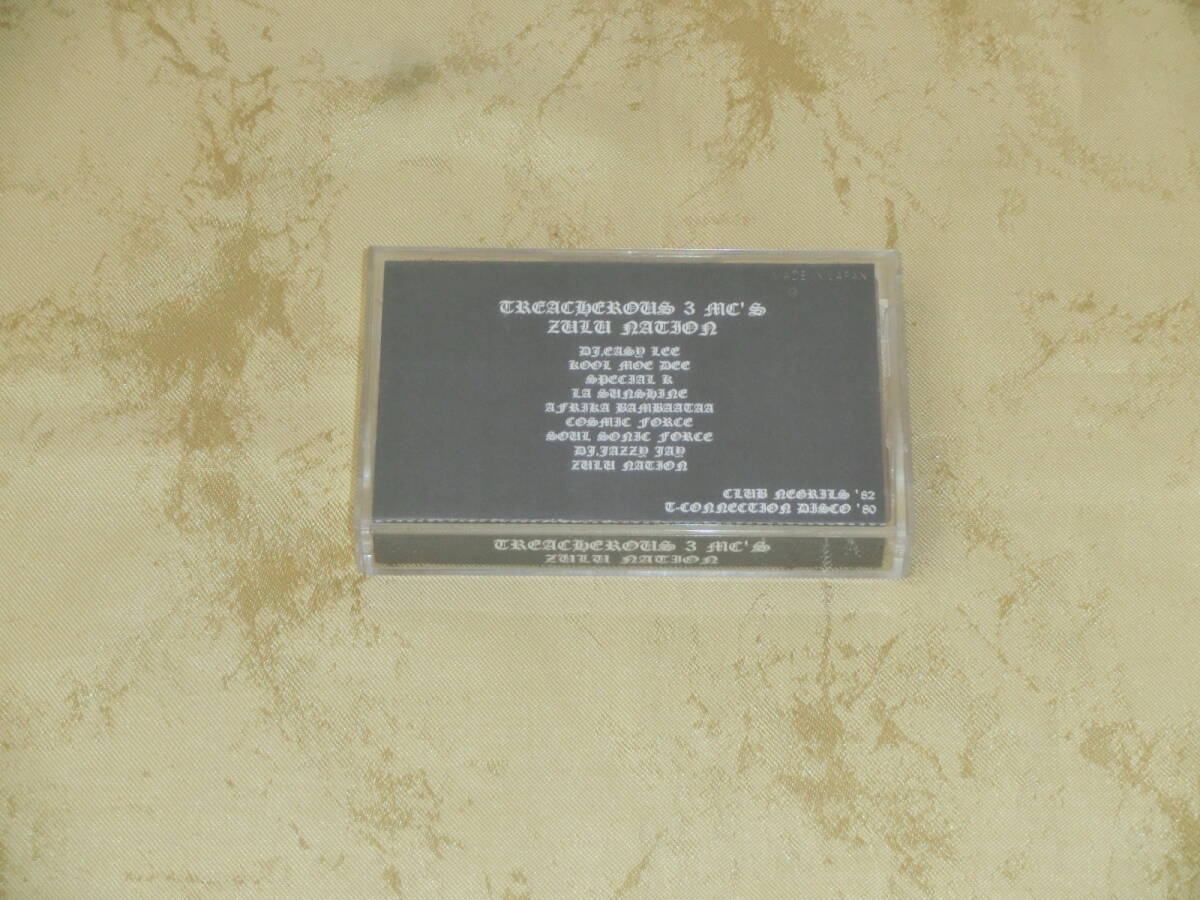 MADE IN JAPAN
TREACHEROUS 3 MC'S
ZULU NATION
DJ.EASY LEE
KOOL MOE DEE
SPECIAL K
LA SUNSHINE
AFRIKA BAMBAATAA
COSMIC FORCE
SOUL SONIC FORCE
DJ.JAZZY JAY
ZULU NATION
CLUB NEGRILS '82
T-CONNECTION DISCO '80
TREACHEROUS 3 MC'S
ZULU NATION